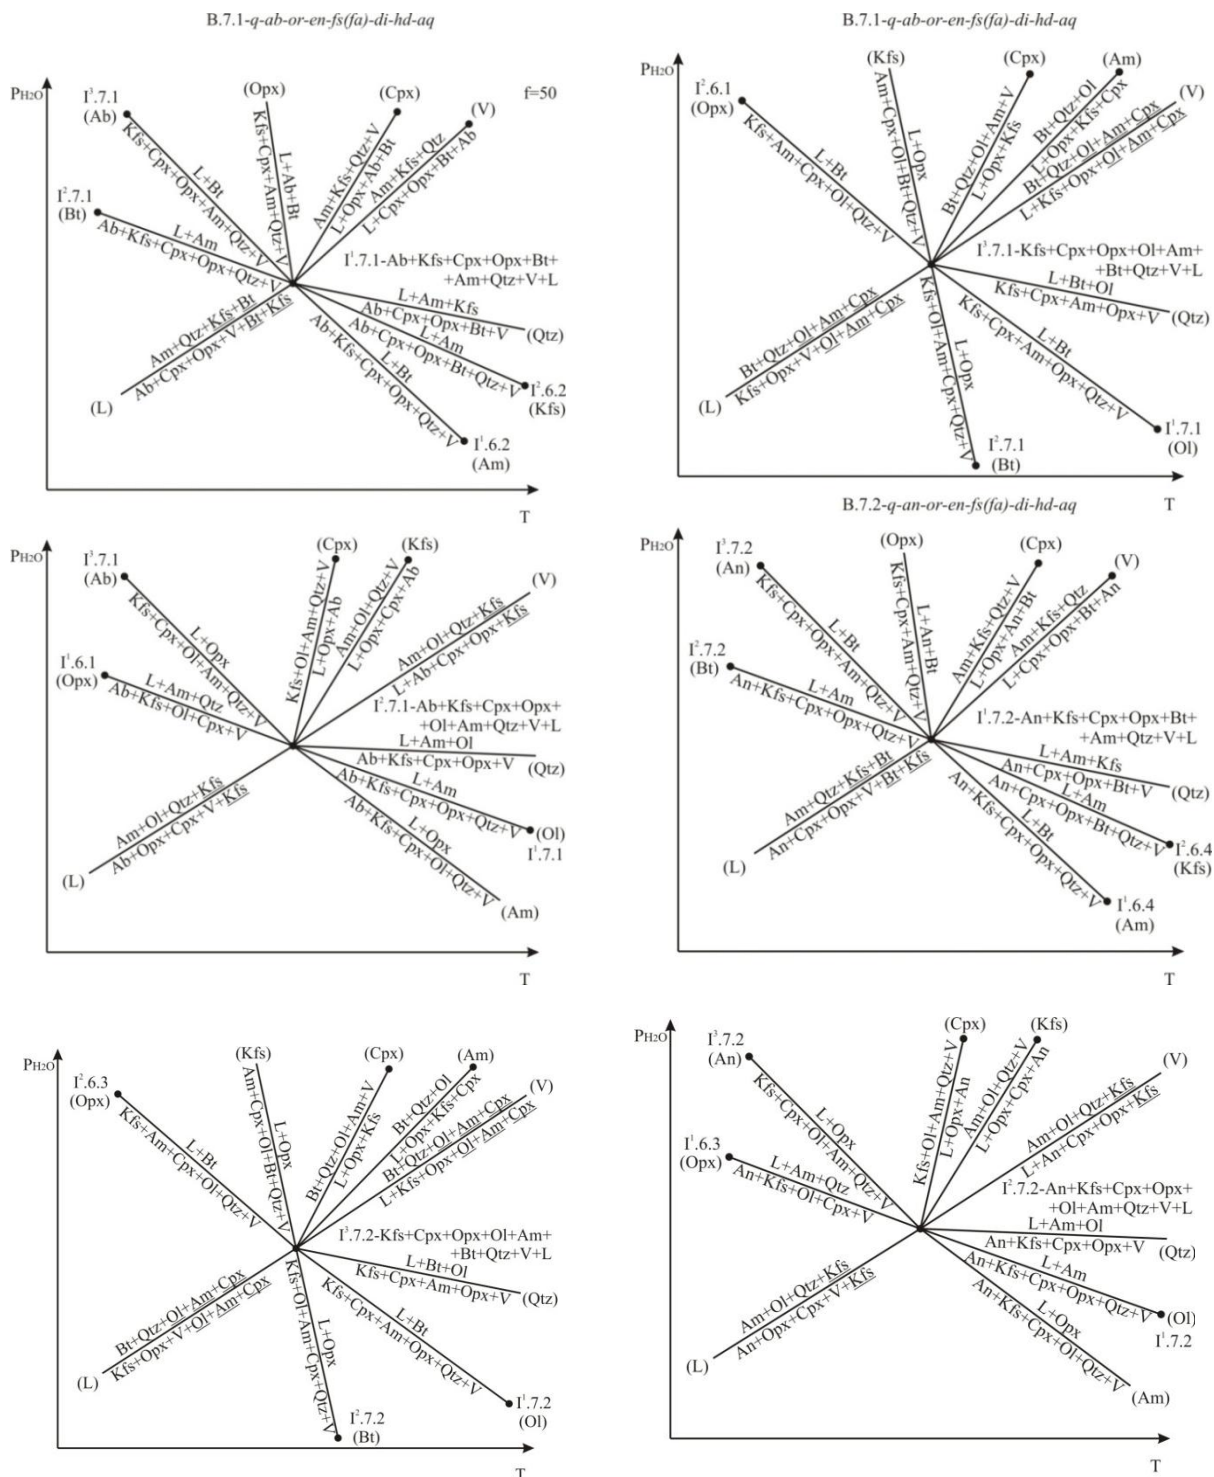 B.7.1-q-ab-or-en-fs(fa)-di-hd-aq
PH₂O
I³.7.1
(Ab)
(Opx)
(Cpx)
(V)
f=50
I².7.1
(Bt)
L+Bt
Kfs+Cpx+Opx+Am+Qtz+V
L+Ab+Bt
Kfs+Cpx+Am+Qtz+V
Am+Kfs+Qtz+V
L+Opx+Ab+Bt
Am+Kfs+Qtz
L+Cpx+Opx+Bt+Ab
L+Am
Ab+Kfs+Cpx+Opx+Qtz+V
I¹.7.1-Ab+Kfs+Cpx+Opx+Bt+
+Am+Qtz+V+L
L+Am+Kfs
Ab+Cpx+Opx+Bt+V
(Qtz)
L+Am
Ab+Cpx+Opx+Bt+Qtz+V
I².6.2
(Kfs)
L+Bt
Ab+Kfs+Cpx+Opx+Qtz+V
I¹.6.2
(Am)
Am+Qtz+Kfs+Bt
Ab+Cpx+Opx+V+Bt+Kfs
(L)
T
B.7.1-q-ab-or-en-fs(fa)-di-hd-aq
PH₂O
I².6.1
(Opx)
(Kfs)
(Cpx)
(Am)
(V)
L+Bt
Kfs+Am+Cpx+Ol+Qtz+V
L+Opx
Am+Cpx+Ol+Bt+Qtz+V
Bt+Qtz+Ol+Am+V
L+Opx+Kfs
Bt+Qtz+Ol
L+Opx+Kfs+Cpx
Bt+Qtz+Ol+Am+Cpx
L+Kfs+Opx+Ol+Am+Cpx
I³.7.1-Kfs+Cpx+Opx+Ol+Am+
+Bt+Qtz+V+L
L+Bt+Ol
Kfs+Cpx+Am+Opx+V
(Qtz)
L+Bt
Kfs+Cpx+Am+Opx+Qtz+V
I¹.7.1
(Ol)
L+Opx
Kfs+Ol+Am+Cpx+Qtz+V
I².7.1
(Bt)
Bt+Qtz+Ol+Am+Cpx
Kfs+Opx+V+Ol+Am+Cpx
(L)
T
PH₂O
I³.7.1
(Ab)
(Cpx)
(Kfs)
(V)
I¹.6.1
(Opx)
L+Opx
Kfs+Cpx+Ol+Am+Qtz+V
Kfs+Ol+Am+Qtz+V
L+Opx+Ab
Am+Ol+Qtz+V
L+Opx+Cpx+Ab
Am+Ol+Qtz+Kfs
L+Ab+Cpx+Opx+Kfs
L+Am+Qtz
Ab+Kfs+Ol+Cpx+V
I².7.1-Ab+Kfs+Cpx+Opx+
+Ol+Am+Qtz+V+L
L+Am+Ol
Ab+Kfs+Cpx+Opx+V
(Qtz)
L+Am
Ab+Kfs+Cpx+Opx+Qtz+V
(Ol)
I¹.7.1
L+Opx
Ab+Kfs+Cpx+Ol+Qtz+V
(Am)
Am+Ol+Qtz+Kfs
Ab+Opx+Cpx+V+Kfs
(L)
T
B.7.2-q-an-or-en-fs(fa)-di-hd-aq
PH₂O
I³.7.2
(An)
(Opx)
(Cpx)
(V)
I².7.2
(Bt)
L+Bt
Kfs+Cpx+Opx+Am+Qtz+V
L+An+Bt
Kfs+Cpx+Am+Qtz+V
Am+Kfs+Qtz+V
L+Opx+An+Bt
Am+Kfs+Qtz
L+Cpx+Opx+Bt+An
L+Am
An+Kfs+Cpx+Opx+Qtz+V
I¹.7.2-An+Kfs+Cpx+Opx+Bt+
+Am+Qtz+V+L
L+Am+Kfs
An+Cpx+Opx+Bt+V
(Qtz)
L+Am
An+Cpx+Opx+Bt+Qtz+V
I².6.4
(Kfs)
L+Bt
An+Kfs+Cpx+Opx+Qtz+V
I¹.6.4
(Am)
Am+Qtz+Kfs+Bt
An+Cpx+Opx+V+Bt+Kfs
(L)
T
PH₂O
I².6.3
(Opx)
(Kfs)
(Cpx)
(Am)
(V)
L+Bt
Kfs+Am+Cpx+Ol+Qtz+V
L+Opx
Am+Cpx+Ol+Bt+Qtz+V
Bt+Qtz+Ol+Am+V
L+Opx+Kfs
Bt+Qtz+Ol
L+Opx+Kfs+Cpx
Bt+Qtz+Ol+Am+Cpx
L+Kfs+Opx+Ol+Am+Cpx
I³.7.2-Kfs+Cpx+Opx+Ol+Am+
+Bt+Qtz+V+L
L+Bt+Ol
Kfs+Cpx+Am+Opx+V
(Qtz)
L+Bt
Kfs+Cpx+Am+Opx+Qtz+V
I¹.7.2
(Ol)
L+Opx
Kfs+Ol+Am+Cpx+Qtz+V
I².7.2
(Bt)
Bt+Qtz+Ol+Am+Cpx
Kfs+Opx+V+Ol+Am+Cpx
(L)
T
PH₂O
I³.7.2
(An)
(Cpx)
(Kfs)
(V)
I¹.6.3
(Opx)
L+Opx
Kfs+Cpx+Ol+Am+Qtz+V
Kfs+Ol+Am+Qtz+V
L+Opx+An
Am+Ol+Qtz+V
L+Opx+Cpx+An
Am+Ol+Qtz+Kfs
L+An+Cpx+Opx+Kfs
L+Am+Qtz
An+Kfs+Ol+Cpx+V
I².7.2-An+Kfs+Cpx+Opx+
+Ol+Am+Qtz+V+L
L+Am+Ol
An+Kfs+Cpx+Opx+V
(Qtz)
L+Am
An+Kfs+Cpx+Opx+Qtz+V
(Ol)
I¹.7.2
L+Opx
An+Kfs+Cpx+Ol+Qtz+V
(Am)
Am+Ol+Qtz+Kfs
An+Opx+Cpx+V+Kfs
(L)
T